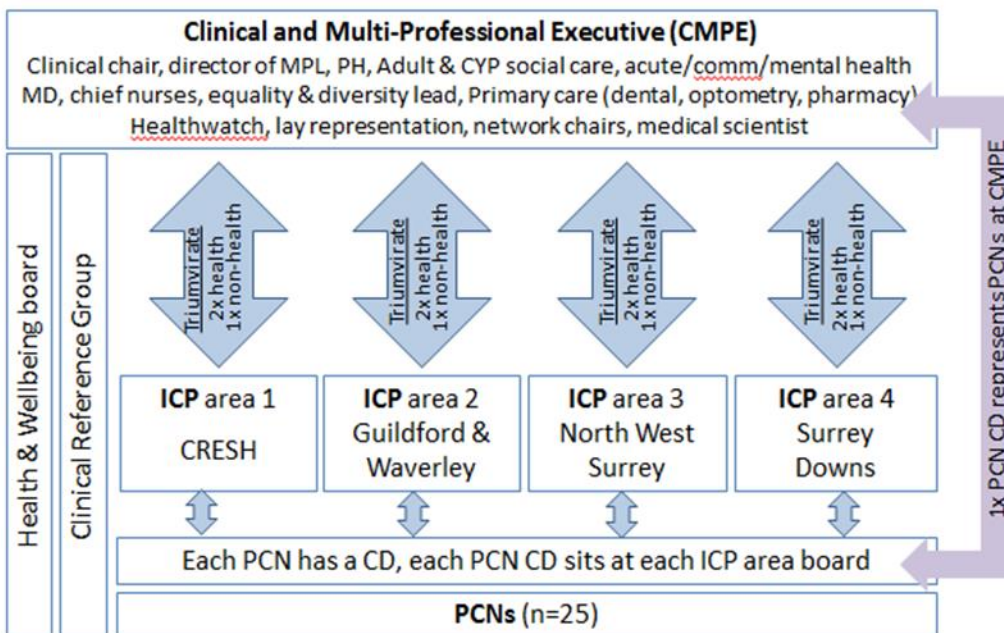 Clinical and Multi-Professional Executive (CMPE)
Clinical chair, director of MPL, PH, Adult & CYP social care, acute/comm/mental health
MD, chief nurses, equality & diversity lead, Primary care (dental, optometry, pharmacy)
Healthwatch, lay representation, network chairs, medical scientist
Health & Wellbeing board
Clinical Reference Group
Triumvirate
2x health
1x non-health
Triumvirate
2x health
1x non-health
Triumvirate
2x health
1x non-health
Triumvirate
2x health
1x non-health
ICP area 1
CRESH
ICP area 2
Guildford &
Waverley
ICP area 3
North West
Surrey
ICP area 4
Surrey
Downs
Each PCN has a CD, each PCN CD sits at each ICP area board
PCNs (n=25)
1x PCN CD represents PCNs at CMPE